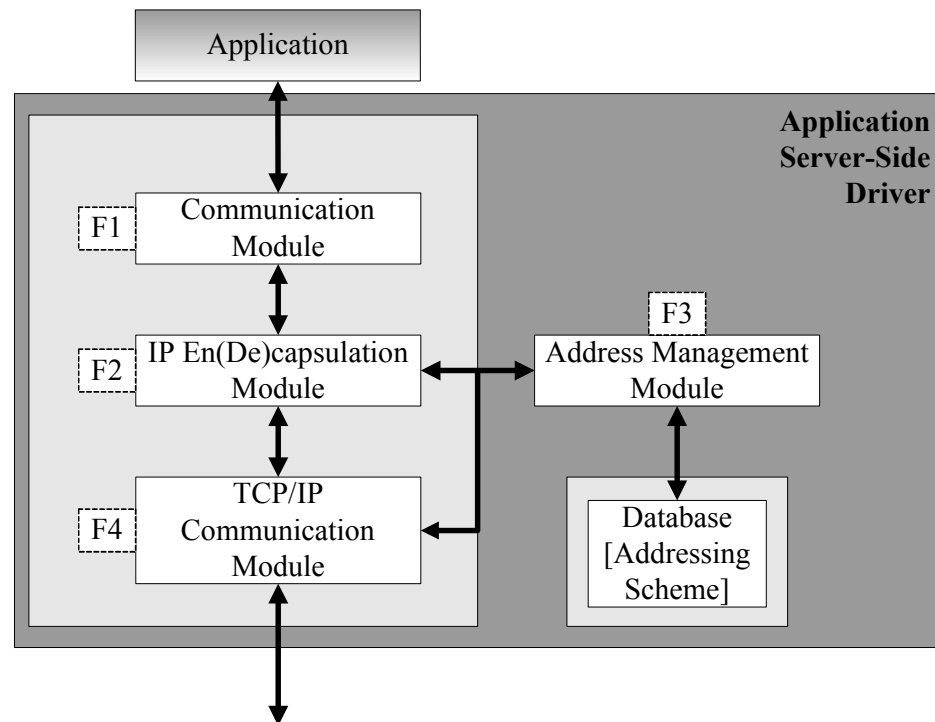 Application
Application
Server-Side
Driver
F1
Communication
Module
F3
F2
IP En(De)capsulation
Module
Address Management
Module
F4
TCP/IP
Communication
Module
Database
[Addressing
Scheme]